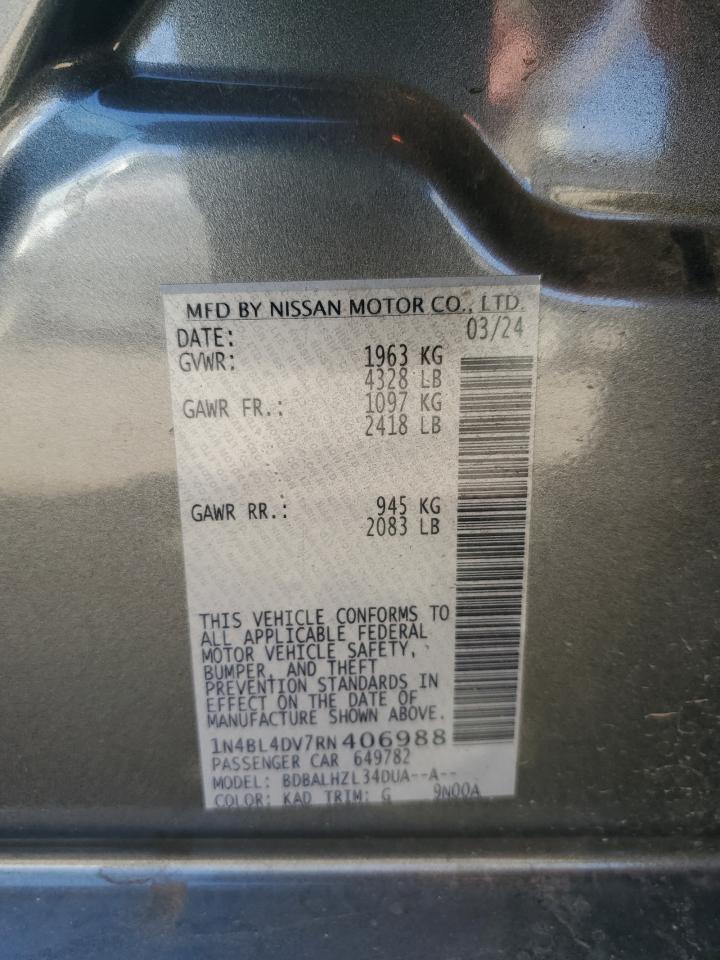 MFD BY NISSAN MOTOR CO., LTD.
DATE: 03/24
GVWR: 1963 KG
4328 LB
GAWR FR.: 1097 KG
2418 LB
GAWR RR.: 945 KG
2083 LB
THIS VEHICLE CONFORMS TO
ALL APPLICABLE FEDERAL
MOTOR VEHICLE SAFETY,
BUMPER, AND THEFT
PREVENTION STANDARDS IN
EFFECT ON THE DATE OF
MANUFACTURE SHOWN ABOVE.
1N4BL4DV7RN406988
PASSENGER CAR 649782
MODEL: BDBALHZL34DUA--A--
COLOR: KAD TRIM: G 9N00A